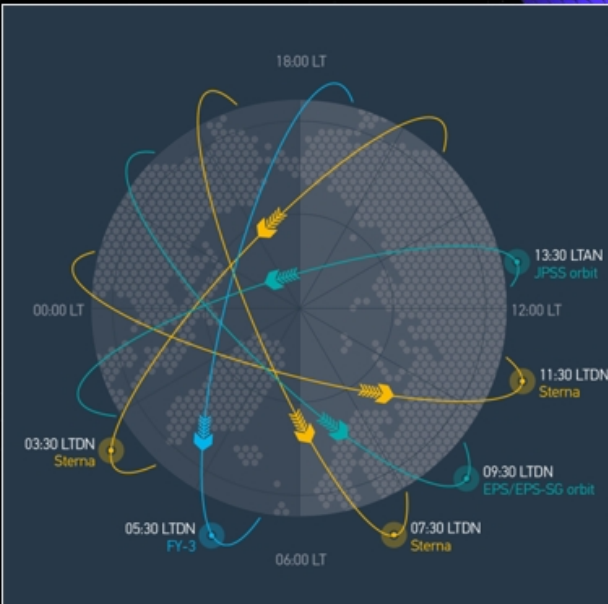 18:00 LT
13:30 LTAN
JPSS orbit
00:00 LT
12:00 LT
11:30 LTDN
Sterna
03:30 LTDN
Sterna
09:30 LTDN
EPS/EPS-SG orbit
05:30 LTDN
FY-3
07:30 LTDN
Sterna
06:00 LT